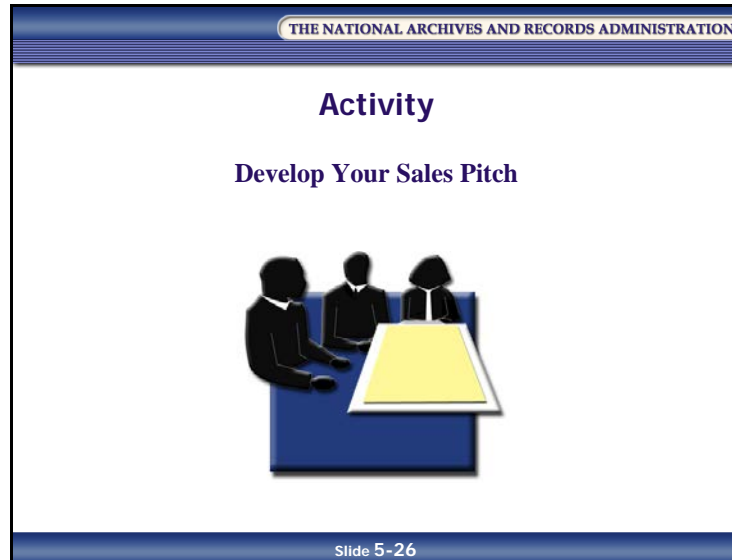 THE NATIONAL ARCHIVES AND RECORDS ADMINISTRATION
Activity
Develop Your Sales Pitch
Slide 5-26